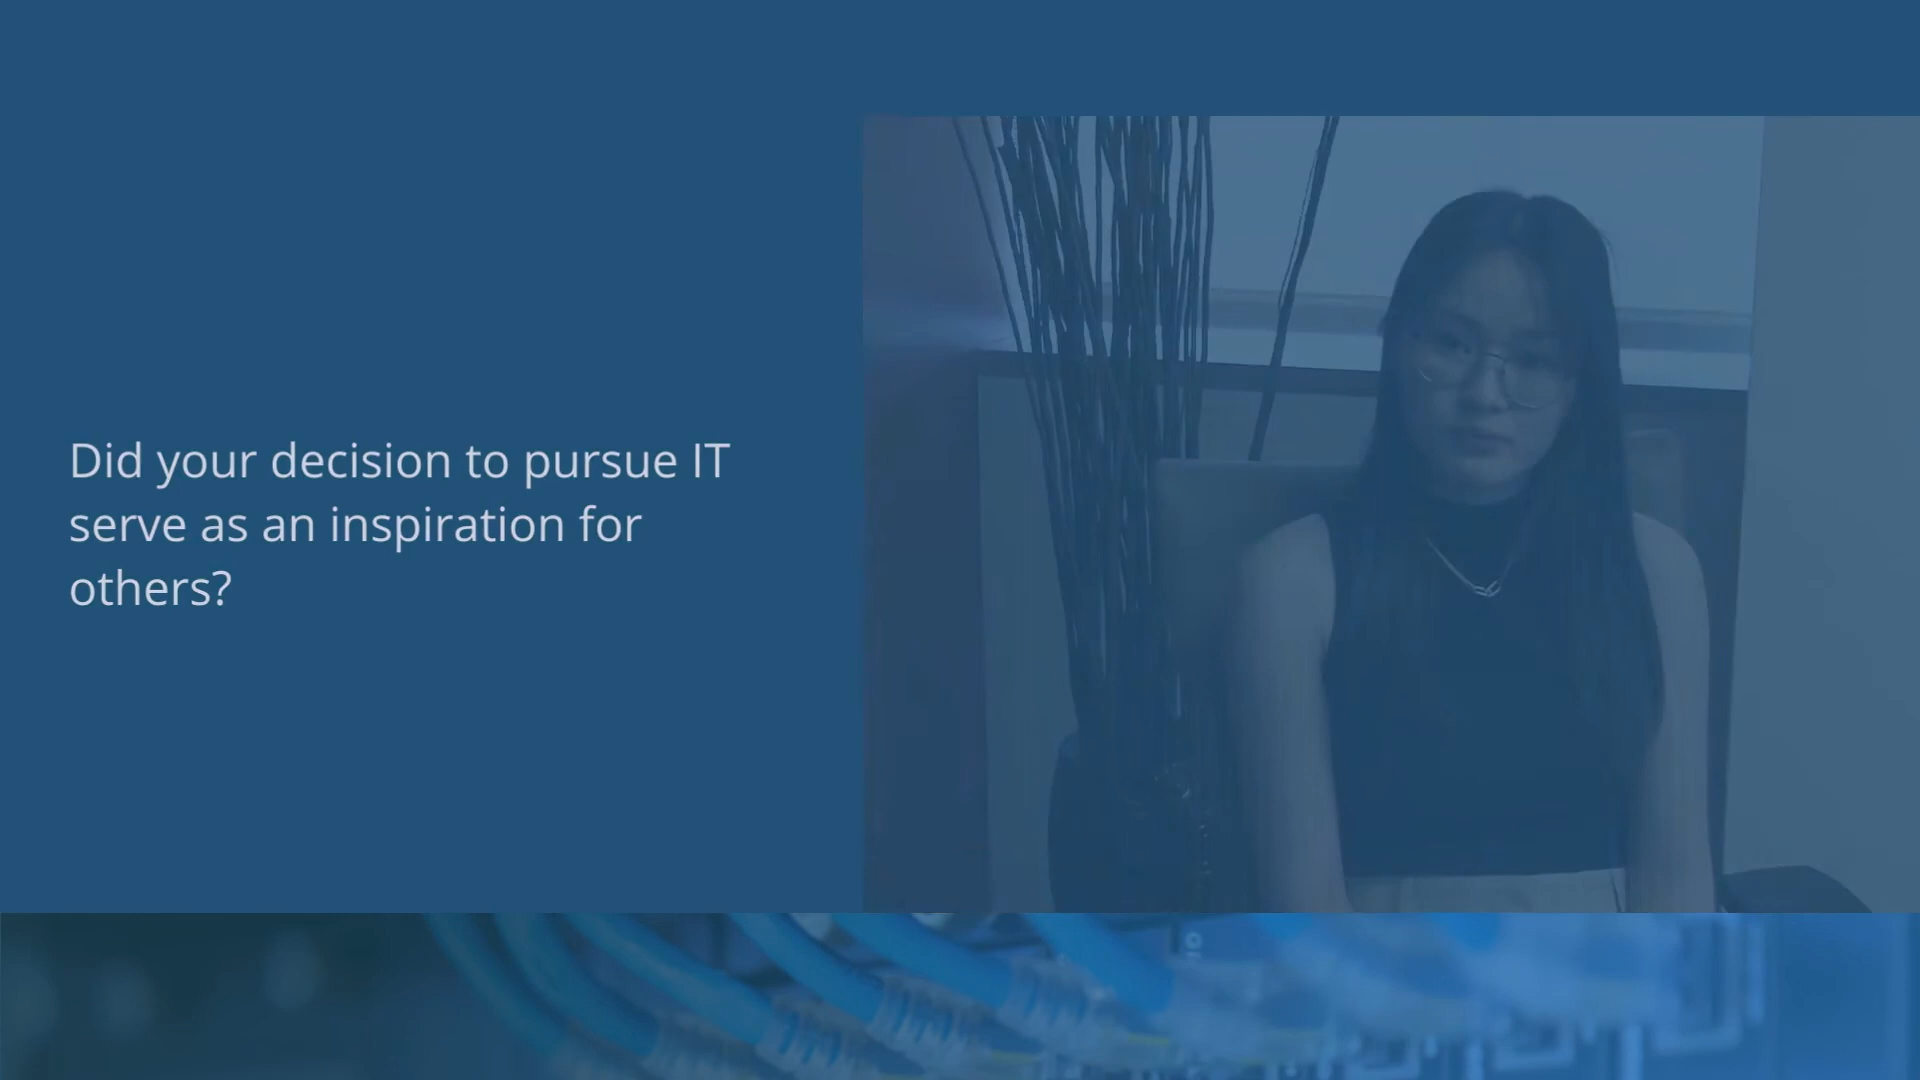 Did your decision to pursue IT
serve as an inspiration for
others?